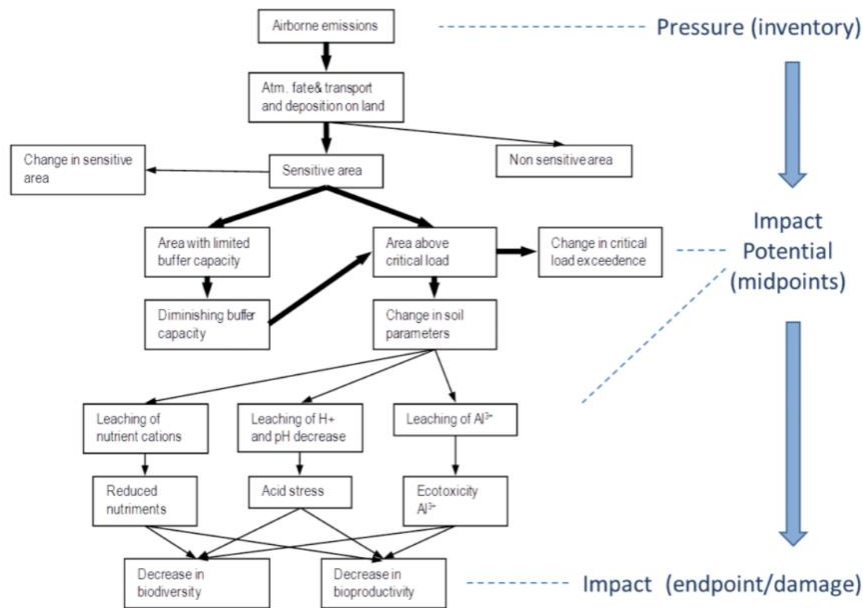 Airborne emissions
Pressure (inventory)
Atm. fate& transport
and deposition on land
Change in sensitive
area
Sensitive area
Non sensitive area
Impact
Potential
(midpoints)
Area with limited
buffer capacity
Area above
critical load
Change in critical
load exceedence
Diminishing buffer
capacity
Change in soil
parameters
Leaching of
nutrient cations
Leaching of H+
and pH decrease
Leaching of Al³⁻
Reduced
nutriments
Acid stress
Ecotoxicity
Al³⁻
Decrease in
biodiversity
Decrease in
bioproductivity
Impact (endpoint/damage)